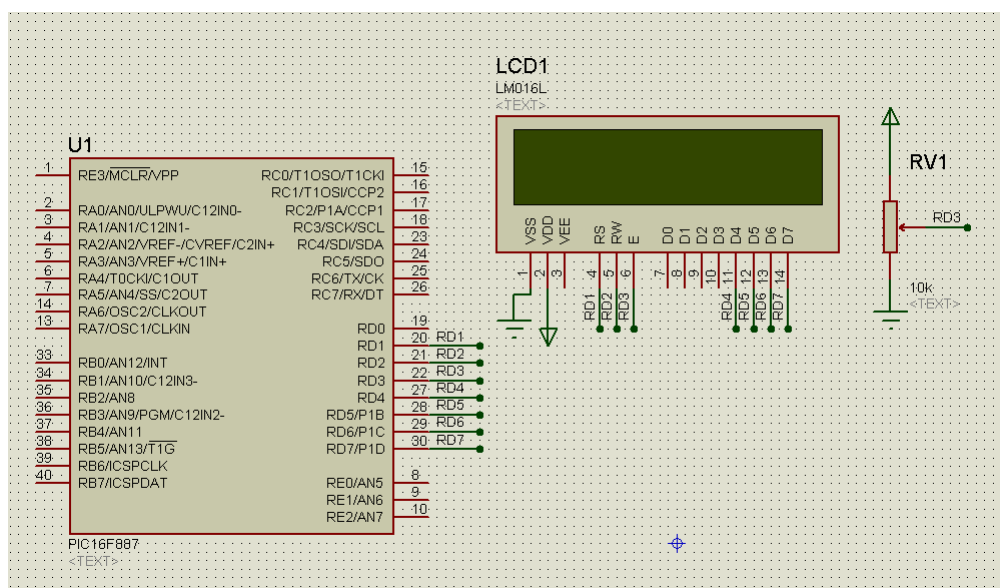 LCD1
LM016L
<TEXT>
VSS
VDD
VEE
RS
RW
E
D0
D1
D2
D3
D4
D5
D6
D7
1
2
3
4
5
6
7
8
9
10
11
12
13
14
RD1
RD2
RD3
RD4
RD5
RD6
RD7
RV1
RD3
10k
<TEXT>
U1
1 RE3/MCLR/VPP
2 RA0/AN0/ULPWU/C12IN0-
3 RA1/AN1/C12IN1-
4 RA2/AN2/VREF-/CVREF/C2IN+
5 RA3/AN3/VREF+/C1IN+
6 RA4/T0CKI/C1OUT
7 RA5/AN4/SS/C2OUT
14 RA6/OSC2/CLKOUT
13 RA7/OSC1/CLKIN
33 RB0/AN12/INT
34 RB1/AN10/C12IN3-
35 RB2/AN8
36 RB3/AN9/PGM/C12IN2-
37 RB4/AN11
38 RB5/AN13/T1G
39 RB6/ICSPCLK
40 RB7/ICSPDAT
RC0/T1OSO/T1CKI 15
RC1/T1OSI/CCP2 16
RC2/P1A/CCP1 17
RC3/SCK/SCL 18
RC4/SDI/SDA 23
RC5/SDO 24
RC6/TX/CK 25
RC7/RX/DT 26
RD0 19
RD1 20 RD1
RD2 21 RD2
RD3 22 RD3
RD4 27 RD4
RD5/P1B 28 RD5
RD6/P1C 29 RD6
RD7/P1D 30 RD7
RE0/AN5 8
RE1/AN6 9
RE2/AN7 10
PIC16F887
<TEXT>